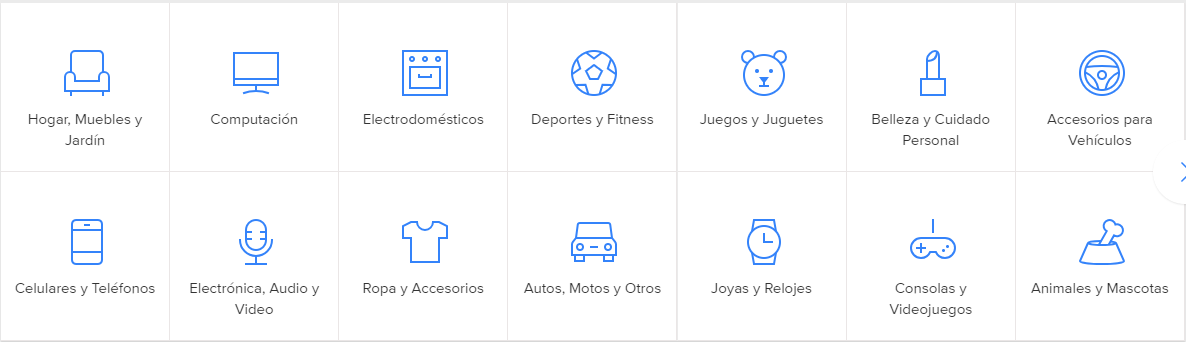 Hogar, Muebles y
Jardín
Computación
Electrodomésticos
Deportes y Fitness
Juegos y Juguetes
Belleza y Cuidado
Personal
Accesorios para
Vehículos
Celulares y Teléfonos
Electrónica, Audio y
Video
Ropa y Accesorios
Autos, Motos y Otros
Joyas y Relojes
Consolas y
Videojuegos
Animales y Mascotas